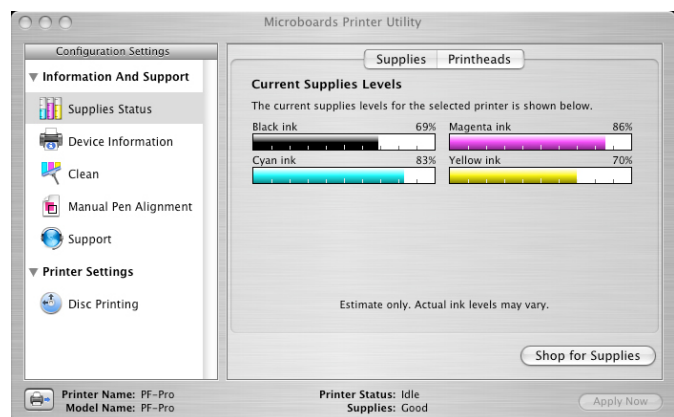 Microboards Printer Utility
Configuration Settings
Information And Support
Supplies Status
Device Information
Clean
Manual Pen Alignment
Support
Printer Settings
Disc Printing
Supplies
Printheads
Current Supplies Levels
The current supplies levels for the selected printer is shown below.
Black ink 69%
Magenta ink 86%
Cyan ink 83%
Yellow ink 70%
Estimate only. Actual ink levels may vary.
Shop for Supplies
Printer Name: PF-Pro
Model Name: PF-Pro
Printer Status: Idle
Supplies: Good
Apply Now